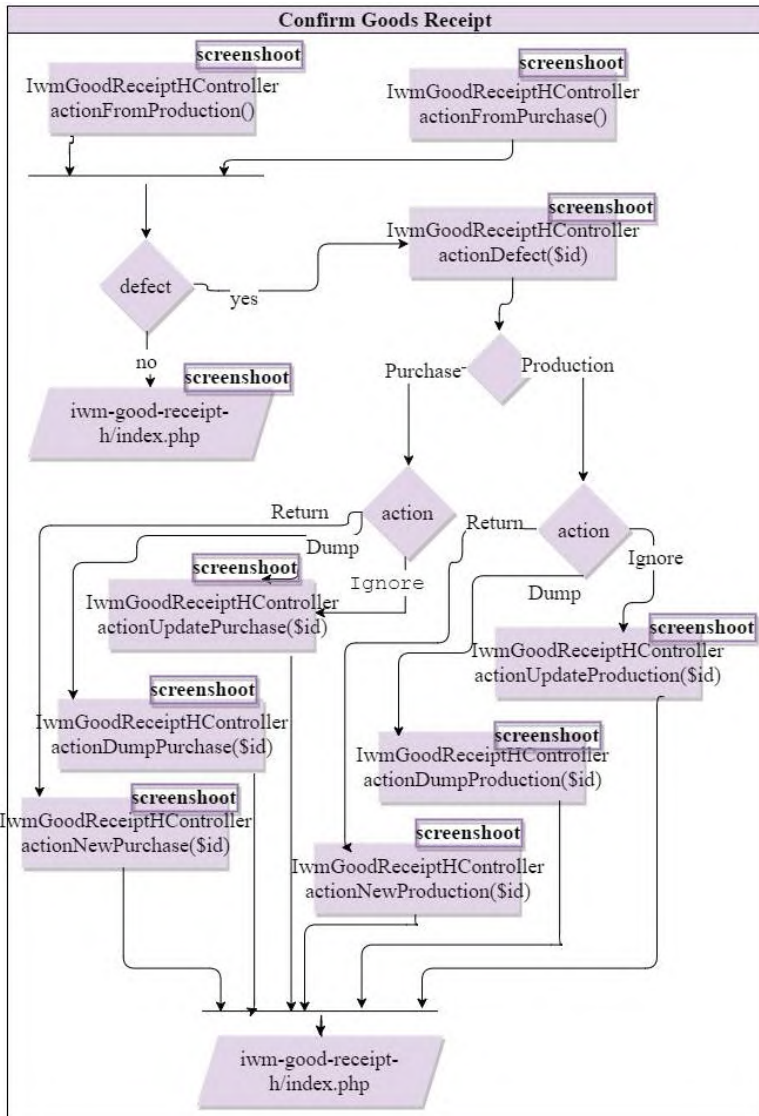 Confirm Goods Receipt
screenshoot
IwmGoodReceiptHController
actionFromProduction()
screenshoot
IwmGoodReceiptHController
actionFromPurchase()
screenshoot
IwmGoodReceiptHController
actionDefect($id)
defect
yes
no
screenshoot
iwm-good-receipt-
h/index.php
Purchase
Production
action
Return
Dump
Ignore
action
Return
Dump
Ignore
screenshoot
IwmGoodReceiptHController
actionUpdatePurchase($id)
screenshoot
IwmGoodReceiptHController
actionUpdateProduction($id)
screenshoot
IwmGoodReceiptHController
actionDumpPurchase($id)
screenshoot
IwmGoodReceiptHController
actionDumpProduction($id)
screenshoot
IwmGoodReceiptHController
actionNewPurchase($id)
screenshoot
IwmGoodReceiptHController
actionNewProduction($id)
iwm-good-receipt-
h/index.php